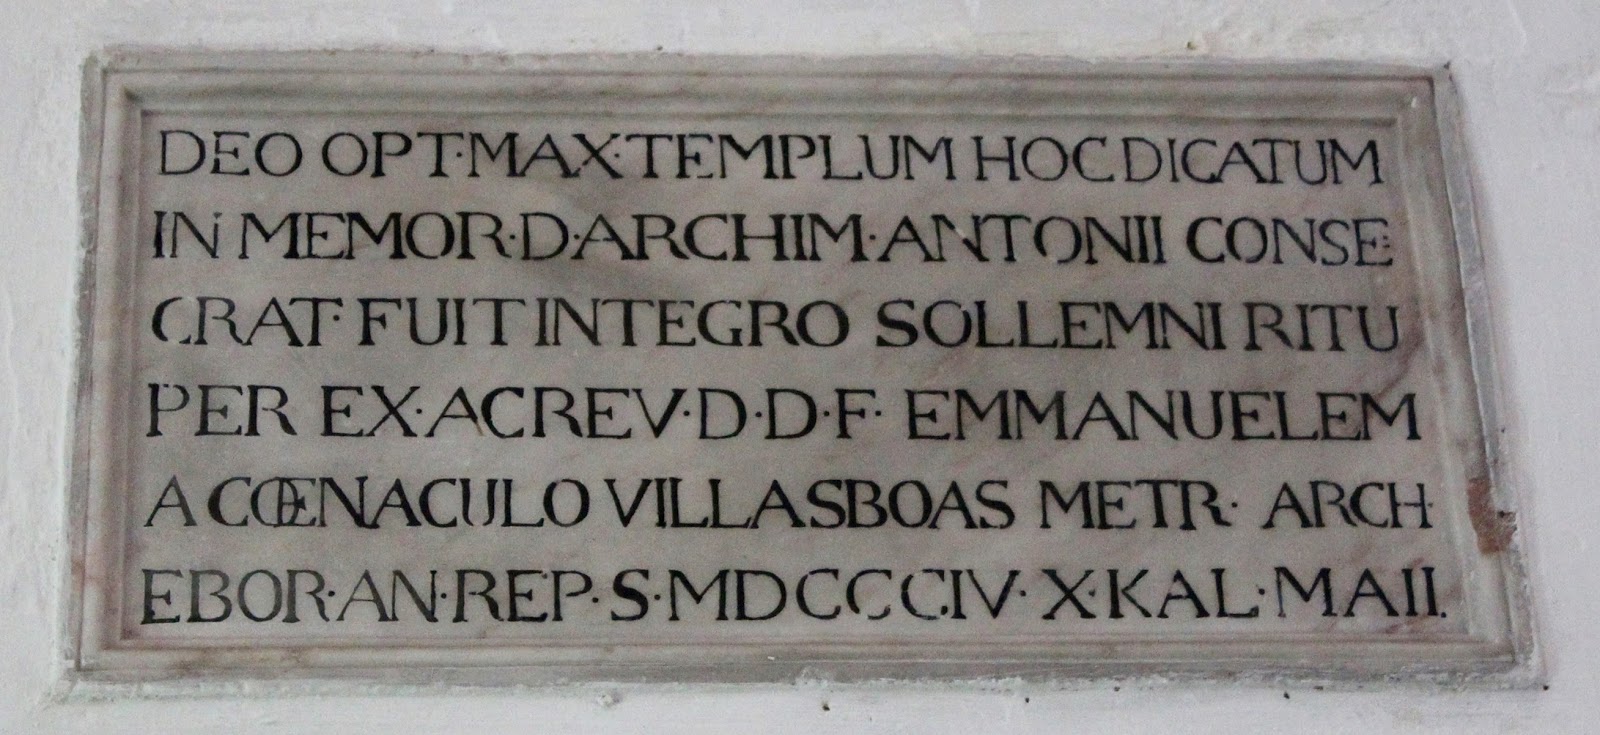 DEO OPT·MAX·TEMPLUM HOC DICATUM
IN MEMOR·D·ARCHIM·ANTONII CONSE
CRAT·FUIT INTEGRO SOLLEMNI RITU
PER EX·AC REV·D·D·F· EMMANUELEM
A CŒNACULO VILLASBOAS METR· ARCH·
EBOR·AN·REP·S·MDCCCIV·X·KAL·MAII.